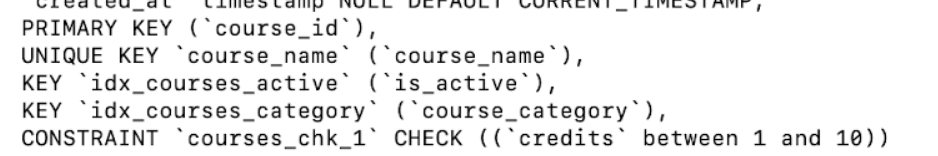 `created_at` timestamp NULL DEFAULT CURRENT_TIMESTAMP,
PRIMARY KEY (`course_id`),
UNIQUE KEY `course_name` (`course_name`),
KEY `idx_courses_active` (`is_active`),
KEY `idx_courses_category` (`course_category`),
CONSTRAINT `courses_chk_1` CHECK ((`credits` between 1 and 10))